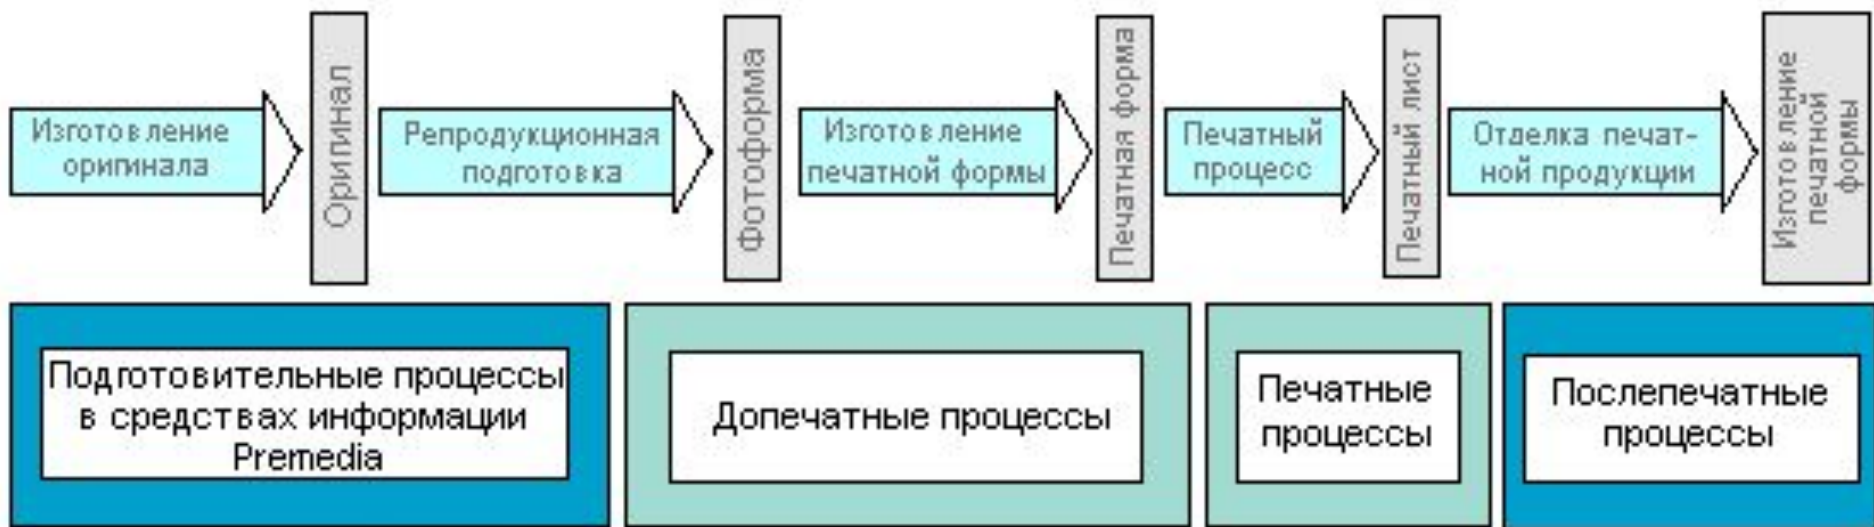 Изготовление
оригинала
Оригинал
Репродукционная
подготовка
Фотоформа
Изготовление
печатной формы
Печатная форма
Печатный
процесс
Печатный лист
Отделка печат-
ной продукции
Изготовление
печатной
формы
Подготовительные процессы
в средствах информации
Premedia
Допечатные процессы
Печатные
процессы
Послепечатные
процессы